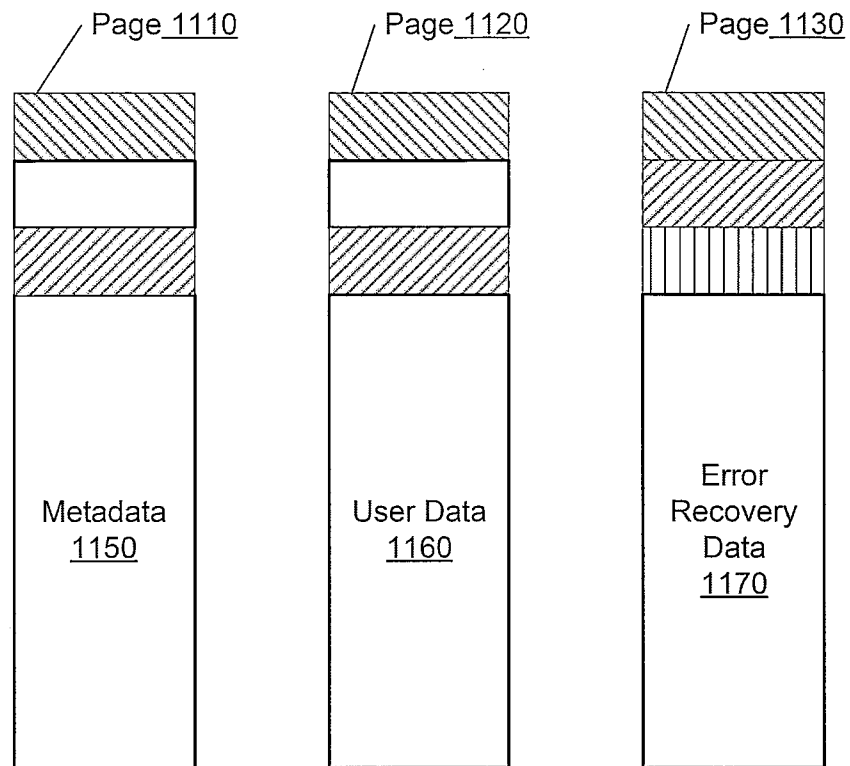 Page 1110
Page 1120
Page 1130
Metadata
1150
User Data
1160
Error
Recovery
Data
1170